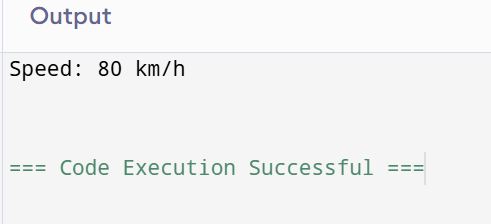 Output
Speed: 80 km/h
=== Code Execution Successful ===